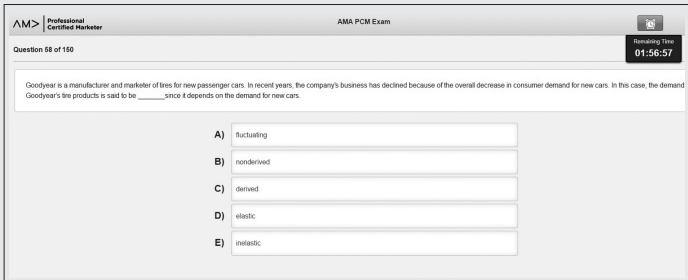 AMA> Professional
Certified Marketer
AMA PCM Exam
Question 58 of 150
Remaining Time
01:56:57
Goodyear is a manufacturer and marketer of tires for new passenger cars. In recent years, the company's business has declined because of the overall decrease in consumer demand for new cars. In this case, the demand
Goodyear's tire products is said to be _______since it depends on the demand for new cars.
A) fluctuating
B) nonderived
C) derived
D) elastic
E) inelastic